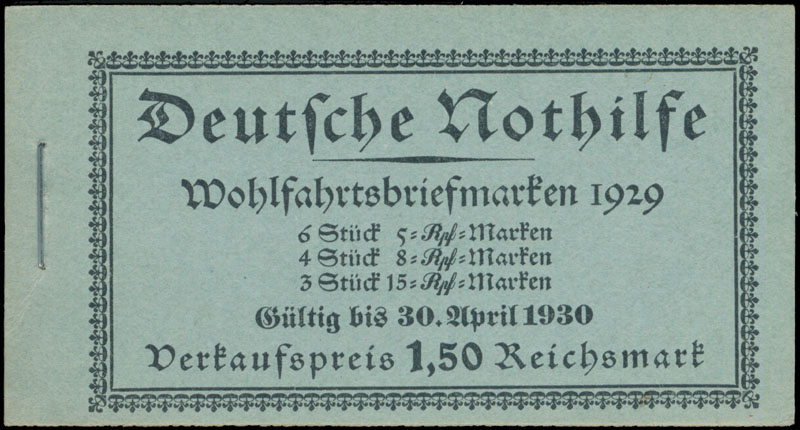 Deutſche Nothilfe
Wohlfahrtsbriefmarken 1929
6 Stück 5=Rpf=Marken
4 Stück 8=Rpf=Marken
3 Stück 15=Rpf=Marken
Gültig bis 30. April 1930
Verkaufspreis 1,50 Reichsmark